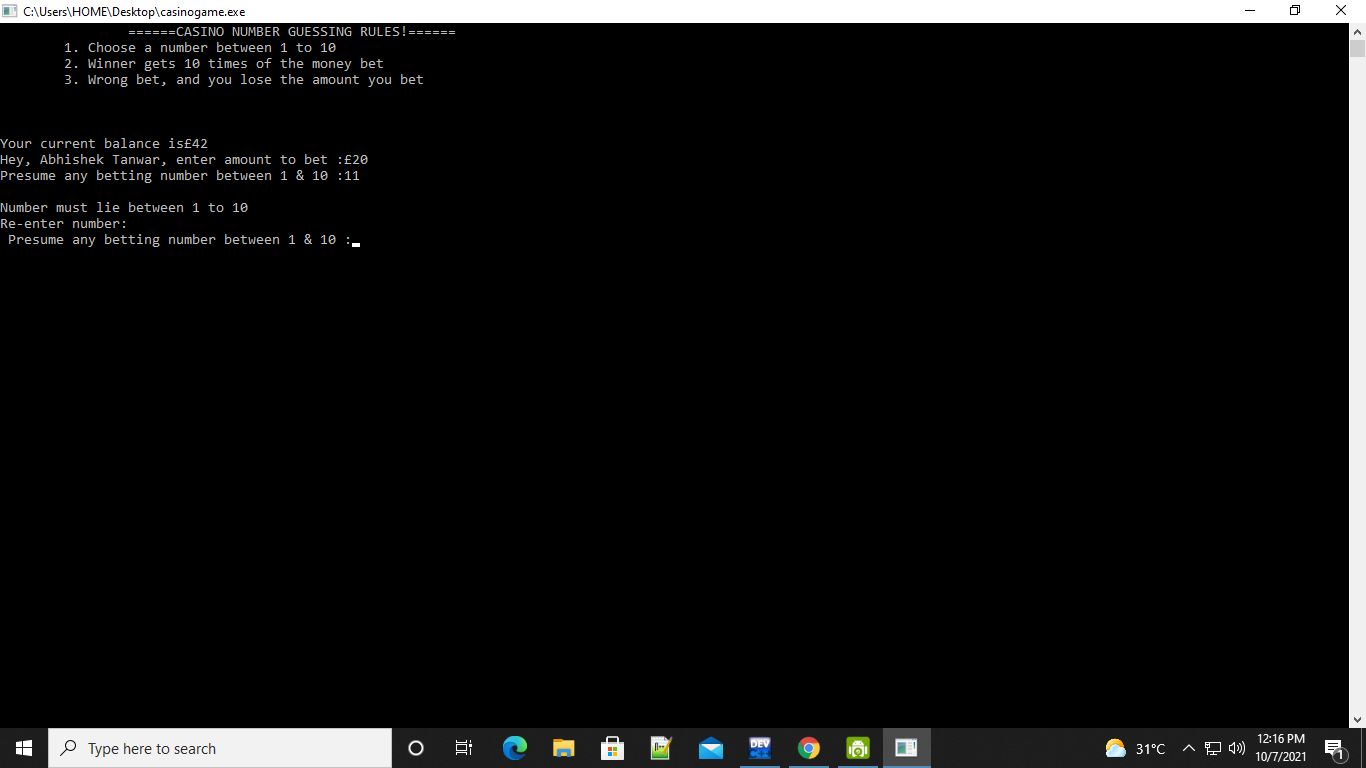 C:\Users\HOME\Desktop\casinogame.exe
======CASINO NUMBER GUESSING RULES!======
1. Choose a number between 1 to 10
2. Winner gets 10 times of the money bet
3. Wrong bet, and you lose the amount you bet
Your current balance is£42
Hey, Abhishek Tanwar, enter amount to bet :£20
Presume any betting number between 1 & 10 :11
Number must lie between 1 to 10
Re-enter number:
Presume any betting number between 1 & 10 :
Type here to search
DEV
31°C
12:16 PM
10/7/2021
1